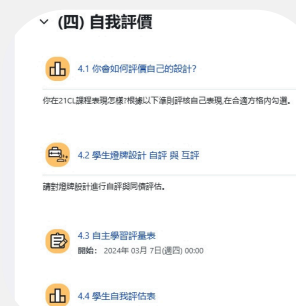 (四) 自我評價
4.1 你會如何評價自己的設計?
你在21CL課程表現怎樣?根據以下準則評核自己表現,在合適方格內勾選。
4.2 學生燈牌設計 自評 與 互評
請對燈牌設計進行自評與同儕評估。
4.3 自主學習評量表
開始： 2024年 03月 7日(週四) 00:00
4.4 學生自我評估表